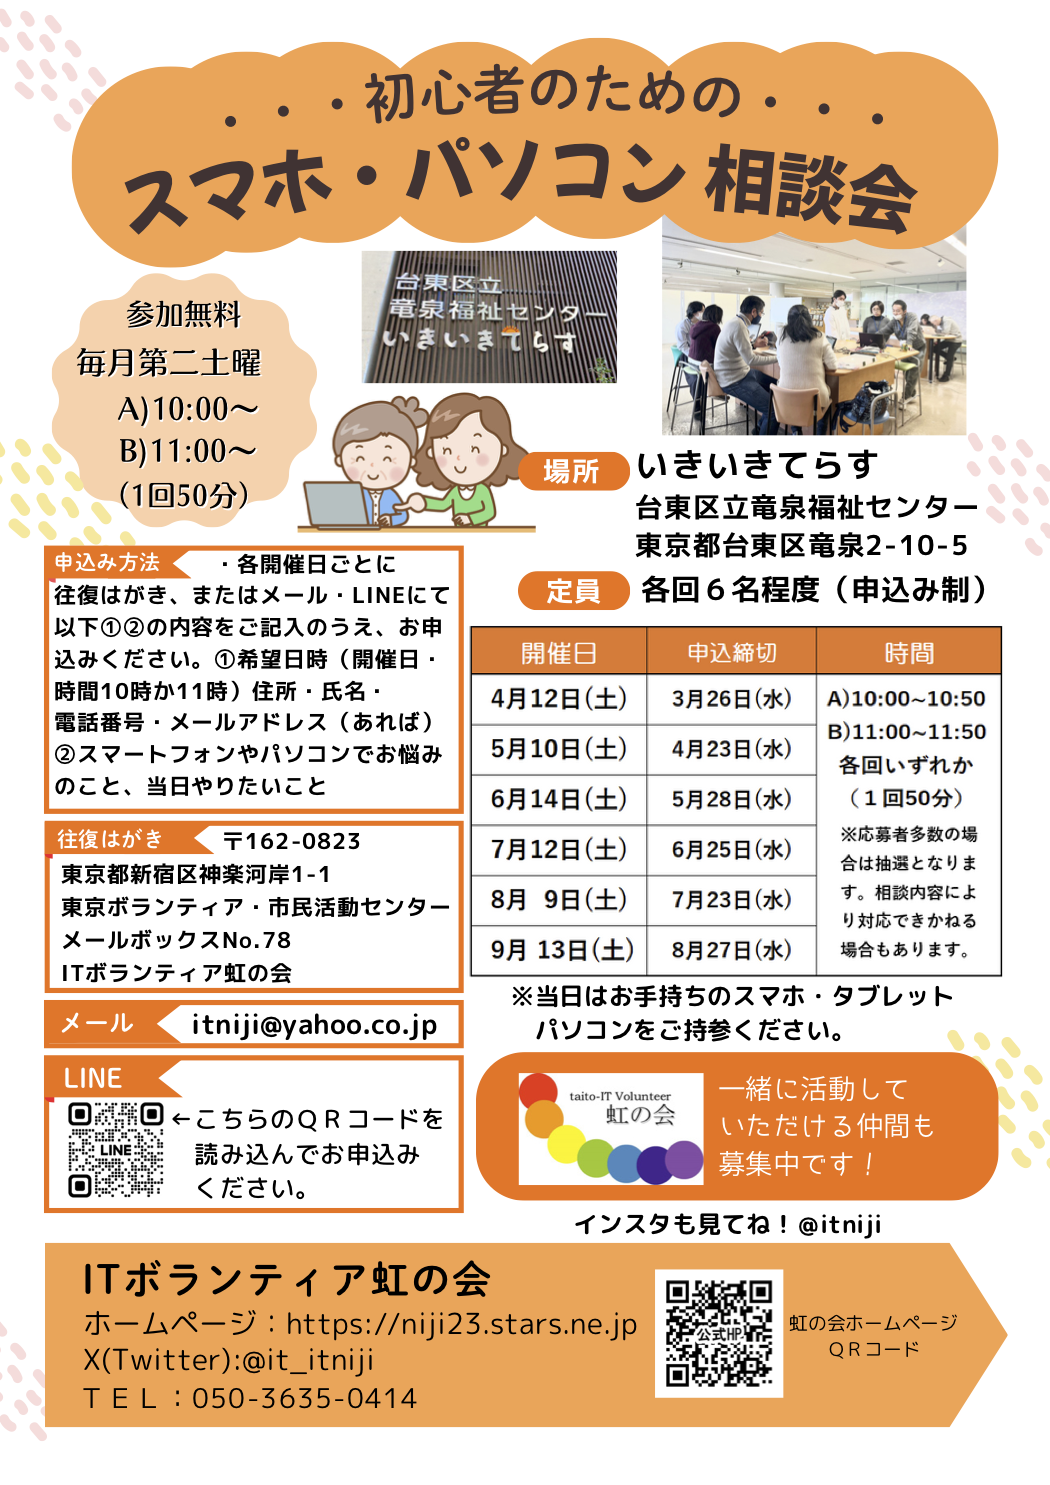 ・・・初心者のための・・・
スマホ・パソコン 相談会
台東区立
竜泉福祉センター
いきいきてらす
参加無料
毎月第二土曜
A)10:00〜
B)11:00〜
(1回50分)
場所
いきいきてらす
台東区立竜泉福祉センター
東京都台東区竜泉2-10-5
定員
各回６名程度（申込み制）
申込み方法
・各開催日ごとに
往復はがき、またはメール・LINEにて
以下①②の内容をご記入のうえ、お申
込みください。①希望日時（開催日・
時間10時か11時）住所・氏名・
電話番号・メールアドレス（あれば）
②スマートフォンやパソコンでお悩み
のこと、当日やりたいこと
往復はがき
〒162-0823
東京都新宿区神楽河岸1-1
東京ボランティア・市民活動センター
メールボックスNo.78
ITボランティア虹の会
メール
itniji@yahoo.co.jp
LINE
LINE
←こちらのＱＲコードを
読み込んでお申込み
ください。
開催日 申込締切 時間
4月12日(土) 3月26日(水)
5月10日(土) 4月23日(水)
6月14日(土) 5月28日(水)
7月12日(土) 6月25日(水)
8月 9日(土) 7月23日(水)
9月 13日(土) 8月27日(水)
A)10:00~10:50
B)11:00~11:50
各回いずれか
（１回50分）
※応募者多数の場
合は抽選となりま
す。相談内容によ
り対応できかねる
場合もあります。
※当日はお手持ちのスマホ・タブレット
パソコンをご持参ください。
taito-IT Volunteer
虹の会
一緒に活動して
いただける仲間も
募集中です！
インスタも見てね！@itniji
ITボランティア虹の会
ホームページ：https://niji23.stars.ne.jp
X(Twitter):@it_itniji
ＴＥＬ：050-3635-0414
公式HP
虹の会ホームページ
ＱＲコード